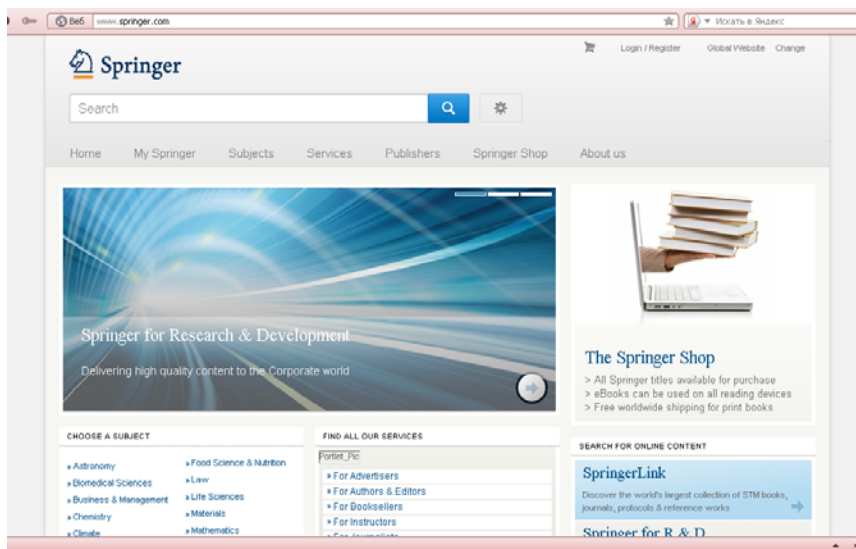 Веб www.springer.com Искать в Яндекс
Login / Register Global Website Change
Springer
Search
Home My Springer Subjects Services Publishers Springer Shop About us
Springer for Research & Development
Delivering high quality content to the Corporate world
The Springer Shop
> All Springer titles available for purchase
> eBooks can be used on all reading devices
> Free worldwide shipping for print books
CHOOSE A SUBJECT
» Astronomy
» Biomedical Sciences
» Business & Management
» Chemistry
» Climate
» Food Science & Nutrition
» Law
» Life Sciences
» Materials
» Mathematics
FIND ALL OUR SERVICES
Portlet_Pic
» For Advertisers
» For Authors & Editors
» For Booksellers
» For Instructors
» For Journalists
SEARCH FOR ONLINE CONTENT
SpringerLink
Discover the world's largest collection of STM books,
journals, protocols & reference works
Springer for R & D